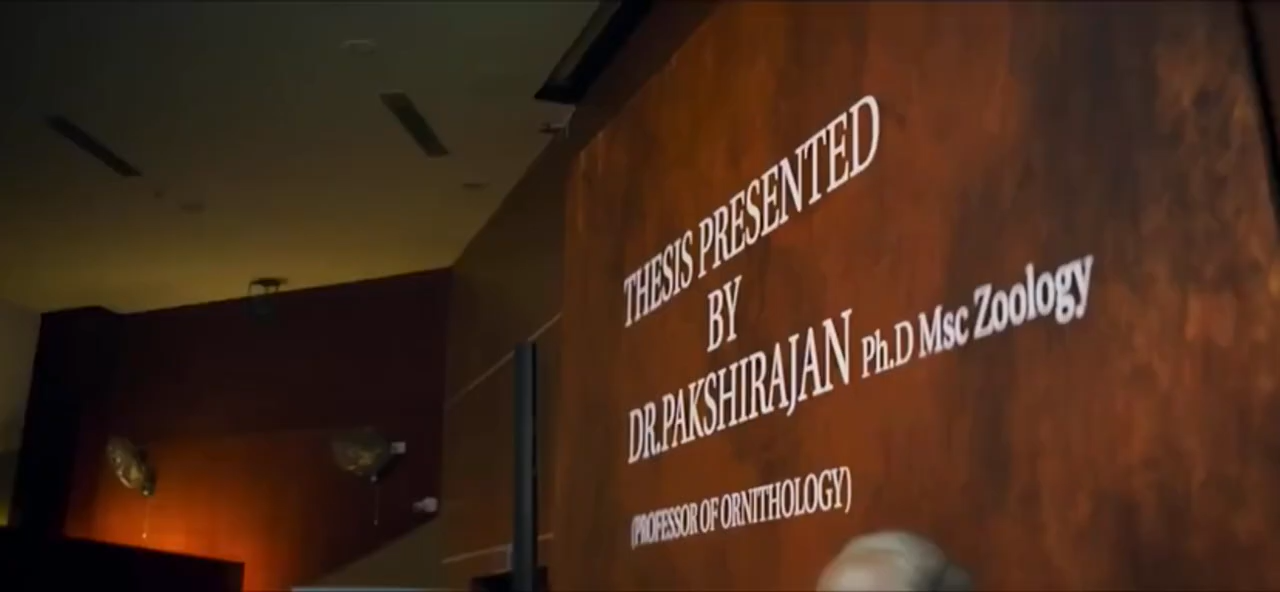 THESIS PRESENTED
BY
DR.PAKSHIRAJAN Ph.D Msc Zoology
(PROFESSOR OF ORNITHOLOGY)